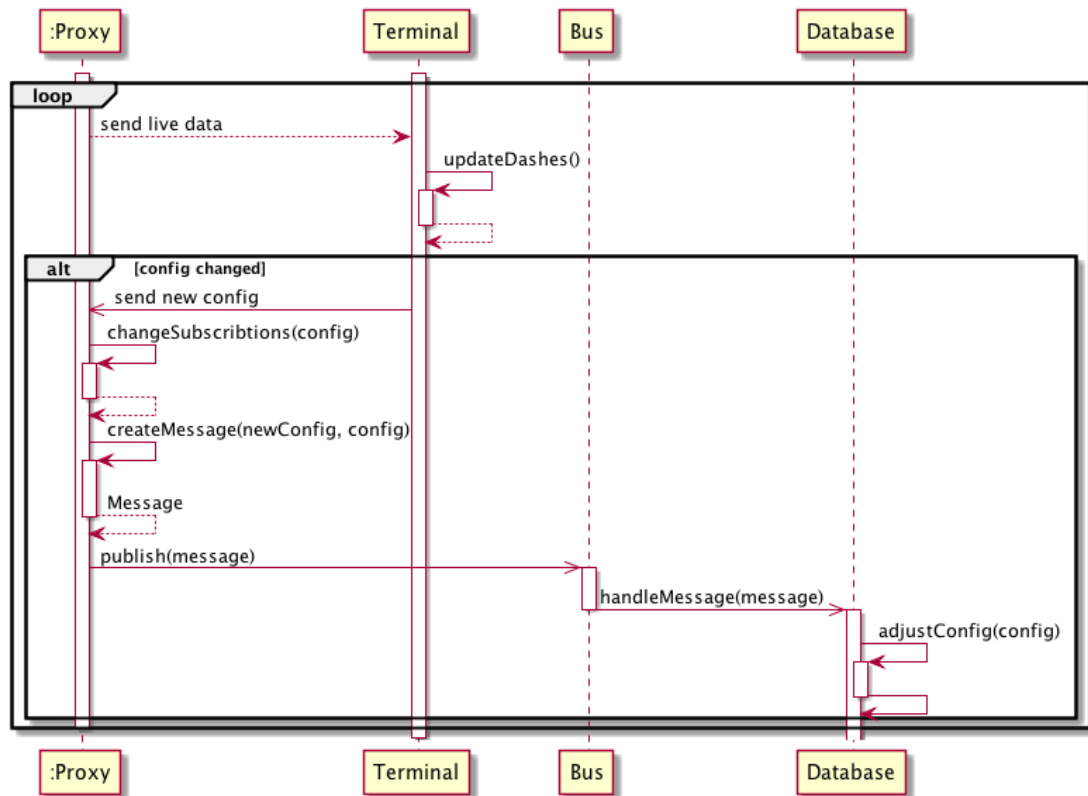 :Proxy Terminal Bus Database
loop
send live data
updateDashes()
alt [config changed]
send new config
changeSubscribtions(config)
createMessage(newConfig, config)
Message
publish(message)
handleMessage(message)
adjustConfig(config)
:Proxy Terminal Bus Database